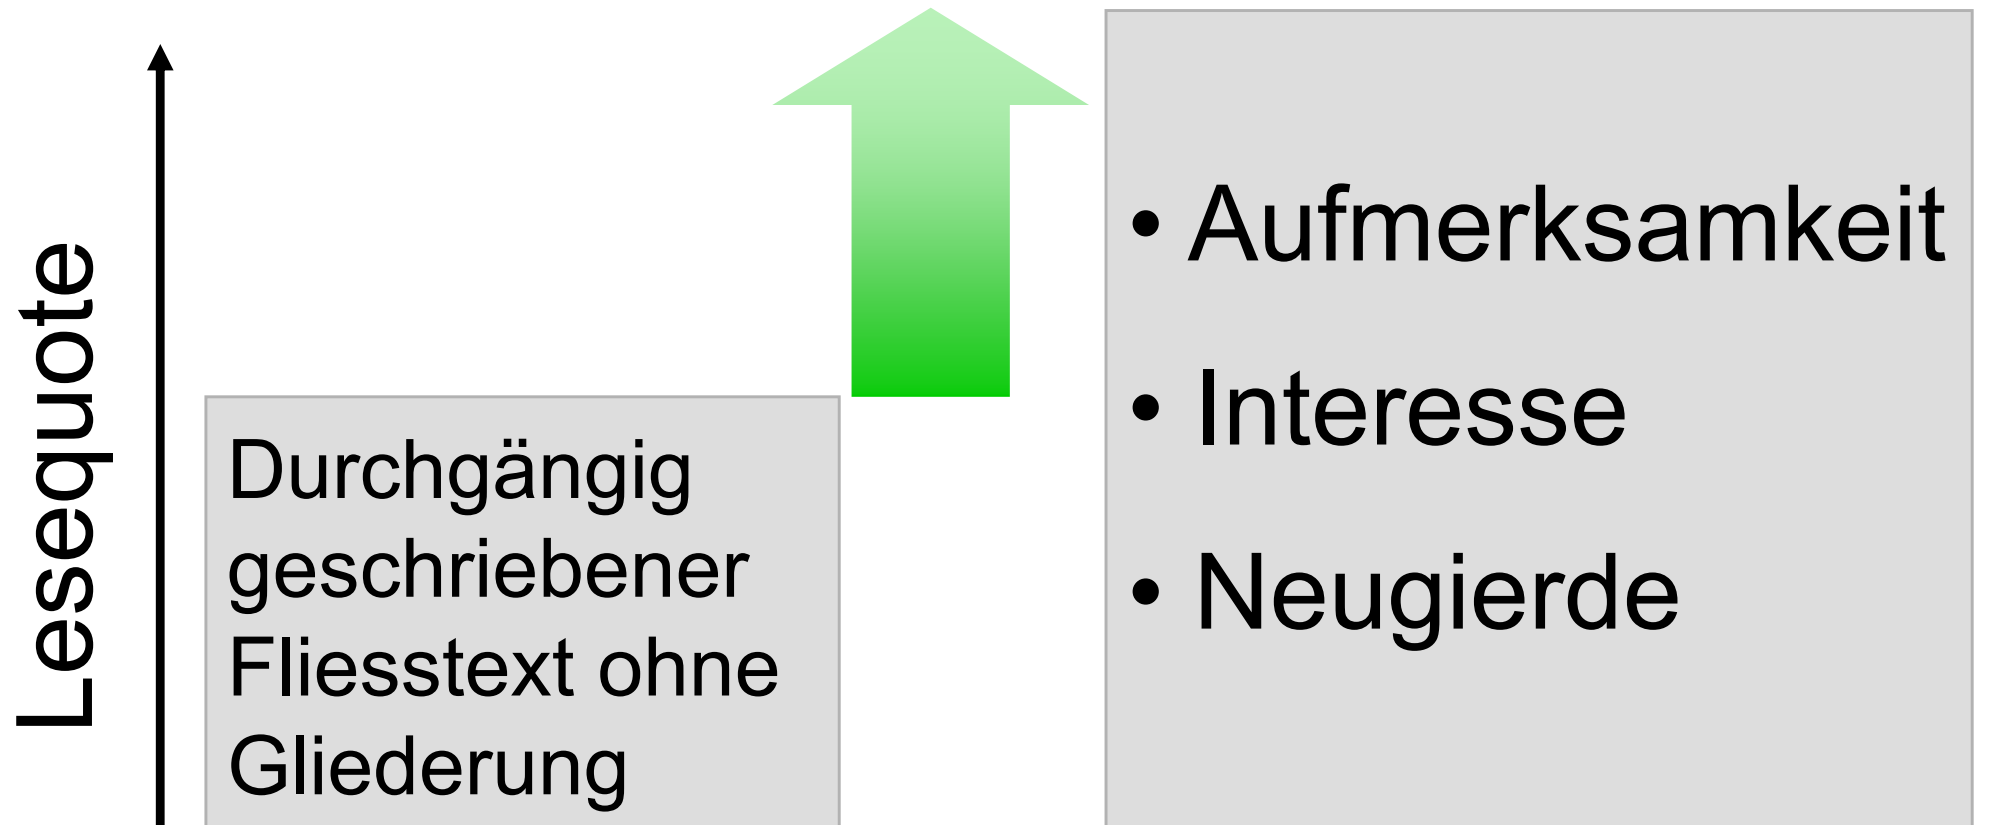 Lesequote
Durchgängig
geschriebener
Fliesstext ohne
Gliederung
• Aufmerksamkeit
• Interesse
• Neugierde